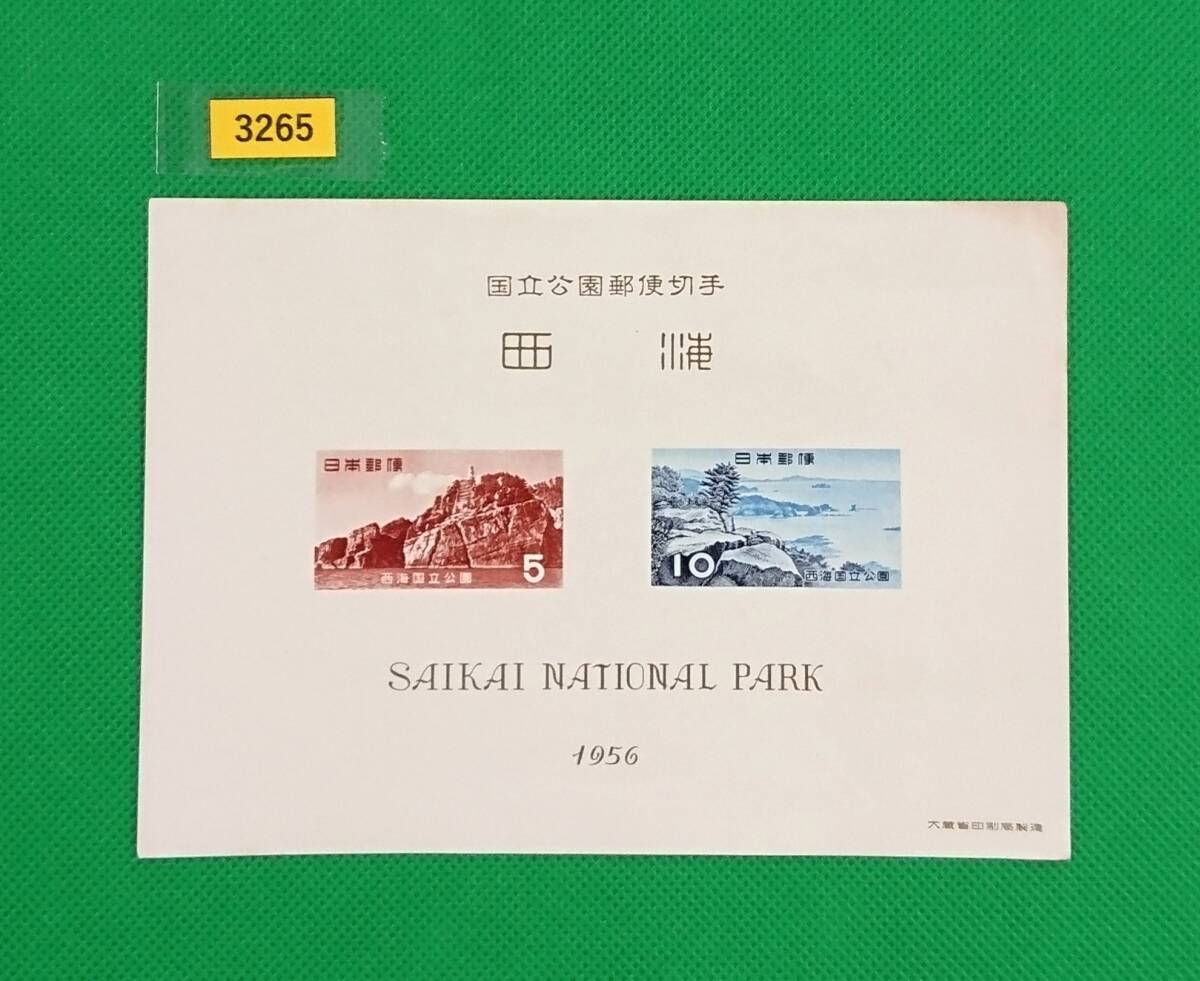 3265
国立公園郵便切手
西海
日本郵便
西海国立公園 5
日本郵便
10 西海国立公園
SAIKAI NATIONAL PARK
1956
大蔵省印刷局製造